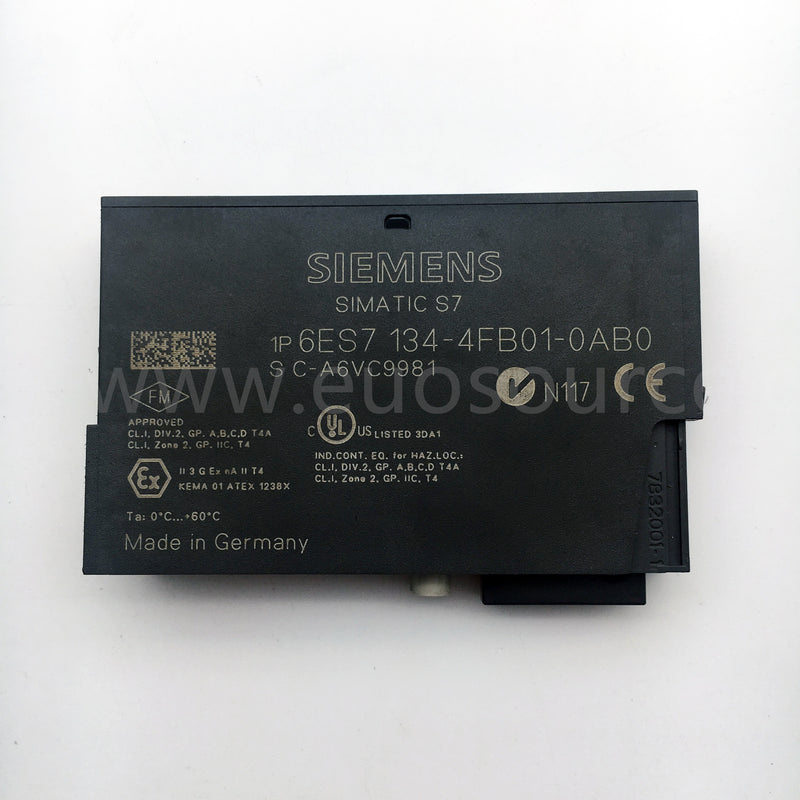 SIEMENS
SIMATIC S7
1P 6ES7 134-4FB01-0AB0
S C-A6VC9981
www.euosource
FM
APPROVED
CL.I, DIV.2, GP. A,B,C,D T4A
CL.I, Zone 2, GP. IIC, T4
C UL US LISTED 3DA1
IND.CONT. EQ. for HAZ.LOC.:
CL.I, DIV.2, GP. A,B,C,D T4A
CL.I, Zone 2, GP. IIC, T4
N117 CE
Ex
II 3 G Ex nA II T4
KEMA 01 ATEX 1238X
Ta: 0°C...+60°C
Made in Germany